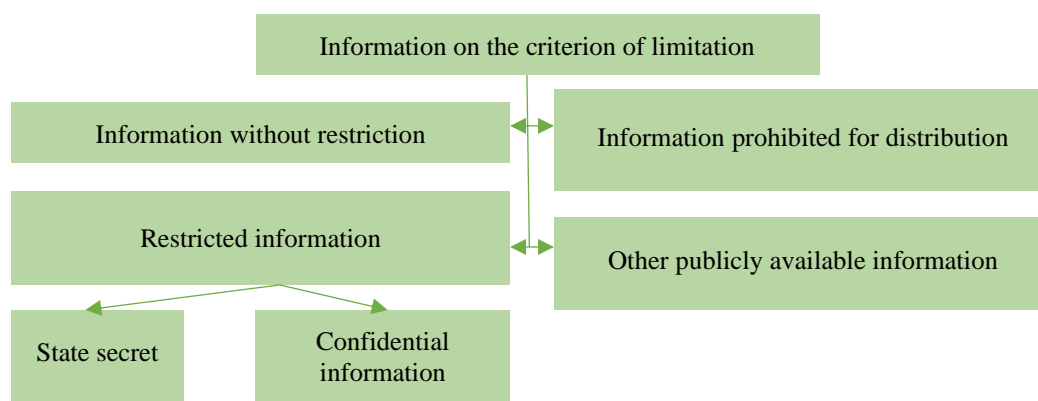 Information on the criterion of limitation
Information without restriction
Information prohibited for distribution
Restricted information
Other publicly available information
State secret
Confidential
information